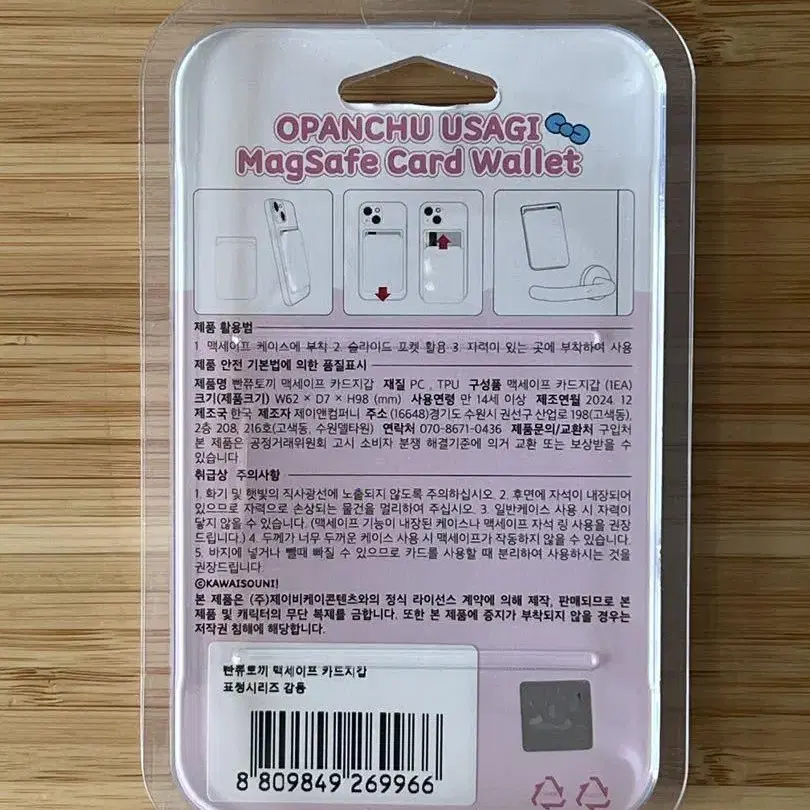 OPANCHU USAGI
MagSafe Card Wallet
제품 활용법
1. 맥세이프 케이스에 부착 2. 슬라이드 포켓 활용 3. 자력이 있는 곳에 부착하여 사용
제품 안전 기본법에 의한 품질표시
제품명 빤쮸토끼 맥세이프 카드지갑 재질 PC , TPU 구성품 맥세이프 카드지갑 (1EA)
크기(제품크기) W62 × D7 × H98 (mm) 사용연령 만 14세 이상 제조연월 2024. 12
제조국 한국 제조자 제이앤컴퍼니 주소 (16648)경기도 수원시 권선구 산업로 198(고색동,
2층 208, 216호(고색동, 수원델타원) 연락처 070-8671-0436 제품문의/교환처 구입처
본 제품은 공정거래위원회 고시 소비자 분쟁 해결기준에 의거 교환 또는 보상받을 수
있습니다.
취급상 주의사항
1. 화기 및 햇빛의 직사광선에 노출되지 않도록 주의하십시오. 2. 후면에 자석이 내장되어
있으므로 자력으로 손상되는 물건을 멀리하여 주십시오. 3. 일반케이스 사용 시 자력이
닿지 않을 수 있습니다. (맥세이프 기능이 내장된 케이스나 맥세이프 자석 링 사용을 권장
드립니다.) 4. 두께가 너무 두꺼운 케이스 사용 시 맥세이프가 작동하지 않을 수 있습니다.
5. 바지에 넣거나 뺄때 빠질 수 있으므로 카드를 사용할 때 분리하여 사용하시는 것을
권장드립니다.
©KAWAISOUNI!
본 제품은 (주)제이비케이콘텐츠와의 정식 라이선스 계약에 의해 제작, 판매되므로 본
제품 및 캐릭터의 무단 복제를 금합니다. 또한 본 제품에 증지가 부착되지 않을 경우는
저작권 침해에 해당합니다.
빤쮸토끼 맥세이프 카드지갑
표정시리즈 감동
8 809849 269966